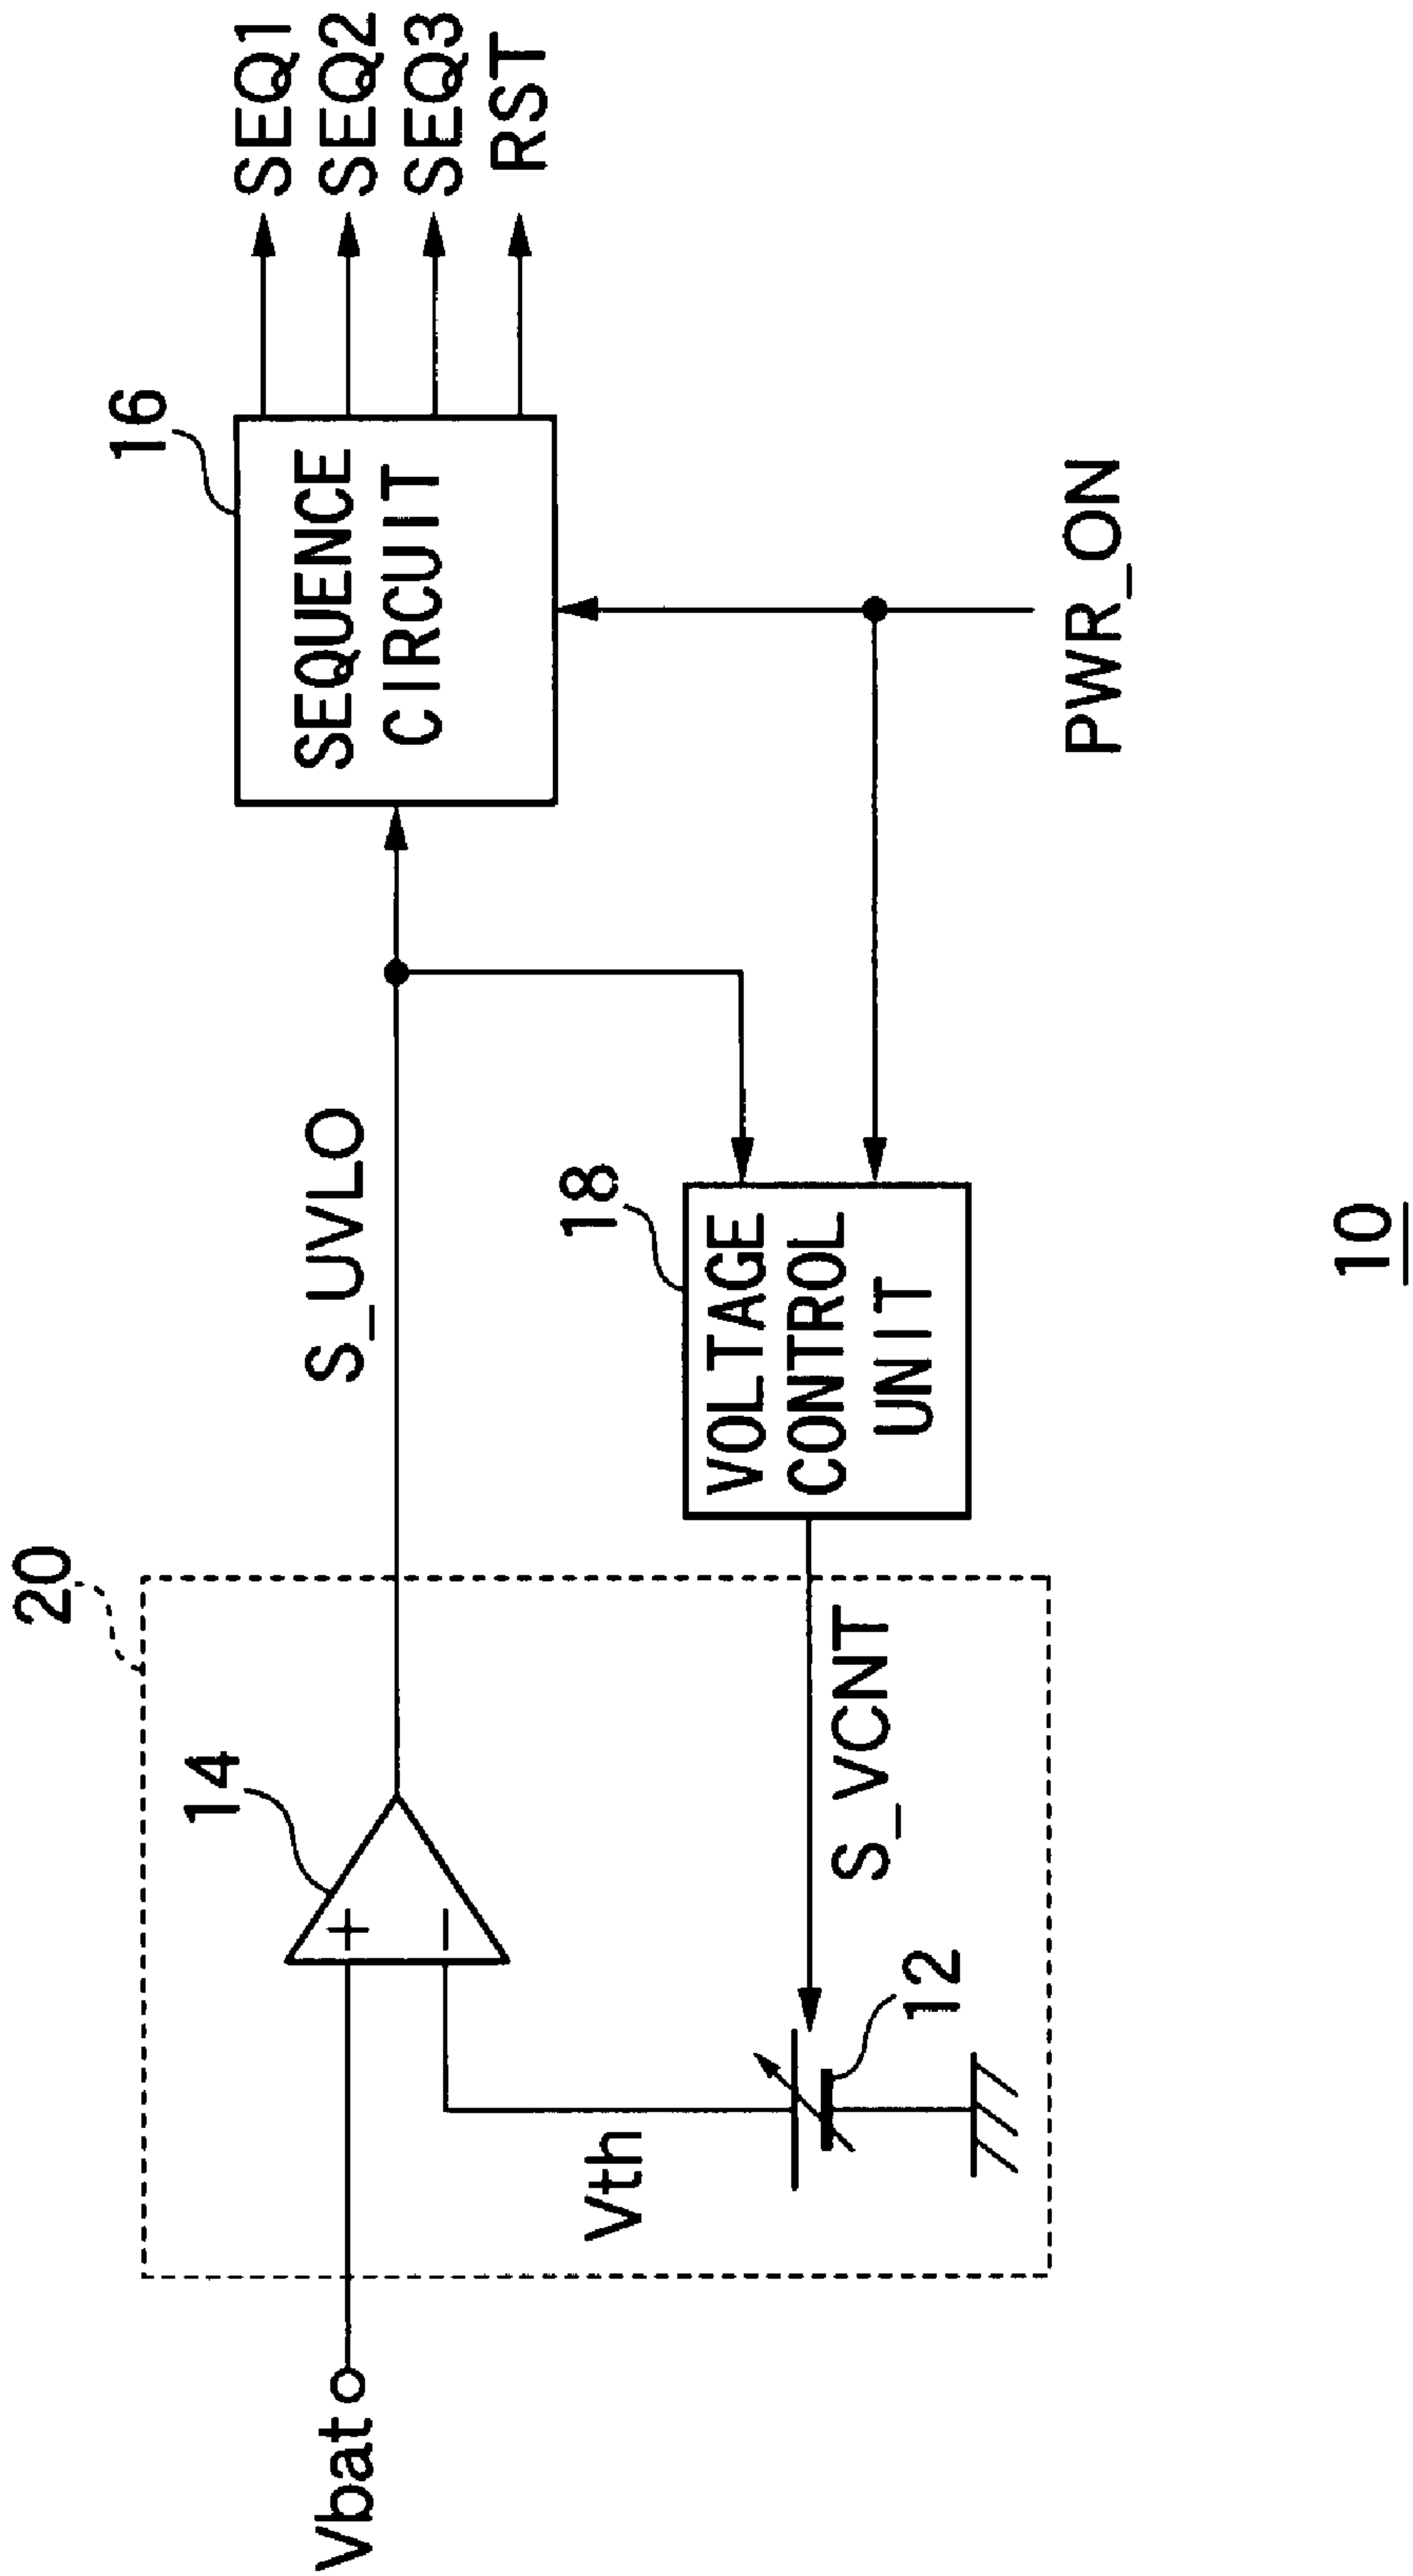 20
14
16
SEQ1
SEQ2
SEQ3
RST
SEQUENCE
CIRCUIT
Vbat
+
−
S_UVLO
Vth
18
VOLTAGE
CONTROL
UNIT
S_VCNT
12
PWR_ON
10